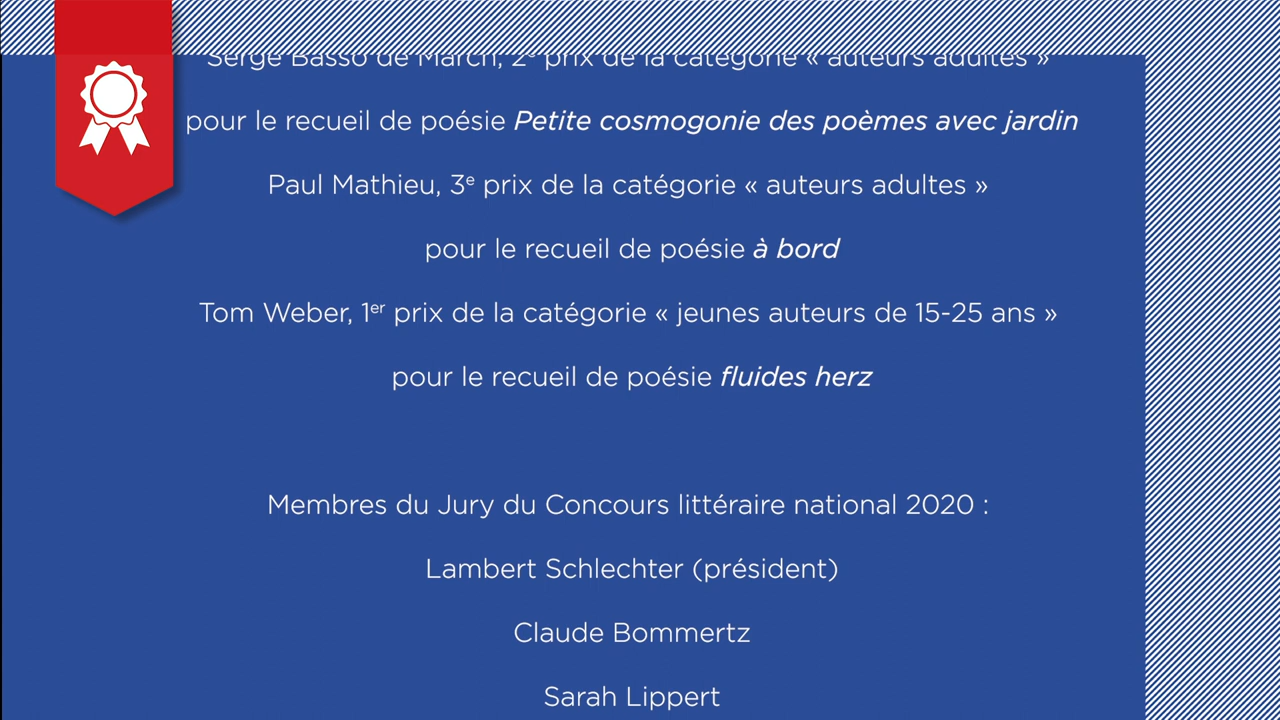 Serge Basso de March, 2e prix de la catégorie « auteurs adultes »
pour le recueil de poésie Petite cosmogonie des poèmes avec jardin
Paul Mathieu, 3e prix de la catégorie « auteurs adultes »
pour le recueil de poésie à bord
Tom Weber, 1er prix de la catégorie « jeunes auteurs de 15-25 ans »
pour le recueil de poésie fluides herz
Membres du Jury du Concours littéraire national 2020 :
Lambert Schlechter (président)
Claude Bommertz
Sarah Lippert